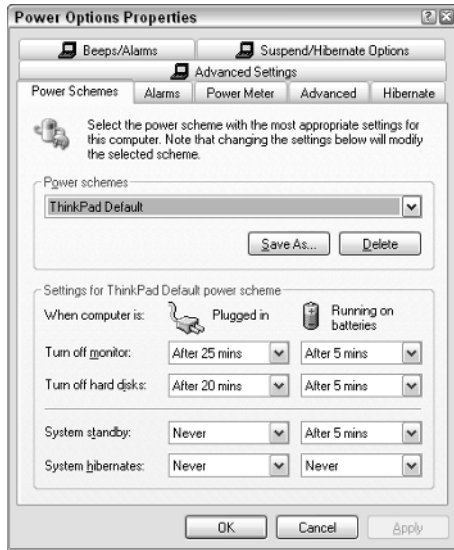 Power Options Properties
Beeps/Alarms Suspend/Hibernate Options
Advanced Settings
Power Schemes Alarms Power Meter Advanced Hibernate
Select the power scheme with the most appropriate settings for
this computer. Note that changing the settings below will modify
the selected scheme.
Power schemes
ThinkPad Default
Save As... Delete
Settings for ThinkPad Default power scheme
When computer is: Plugged in Running on
batteries
Turn off monitor: After 25 mins After 5 mins
Turn off hard disks: After 20 mins After 5 mins
System standby: Never After 5 mins
System hibernates: Never Never
OK Cancel Apply